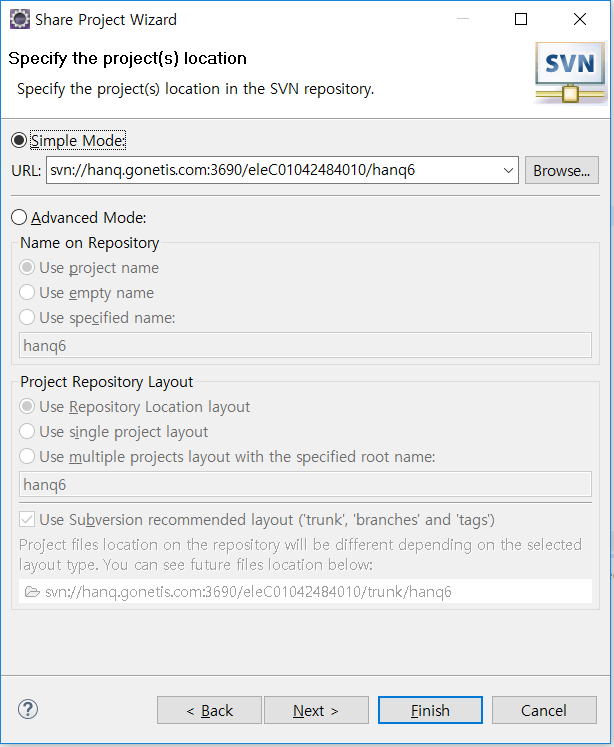 Share Project Wizard
Specify the project(s) location
Specify the project(s) location in the SVN repository.
SVN
Simple Mode:
URL: svn://hanq.gonetis.com:3690/eleC01042484010/hanq6 Browse...
Advanced Mode:
Name on Repository
Use project name
Use empty name
Use specified name:
hanq6
Project Repository Layout
Use Repository Location layout
Use single project layout
Use multiple projects layout with the specified root name:
hanq6
Use Subversion recommended layout ('trunk', 'branches' and 'tags')
Project files location on the repository will be different depending on the selected
layout type. You can see future files location below:
svn://hanq.gonetis.com:3690/eleC01042484010/trunk/hanq6
? < Back Next > Finish Cancel